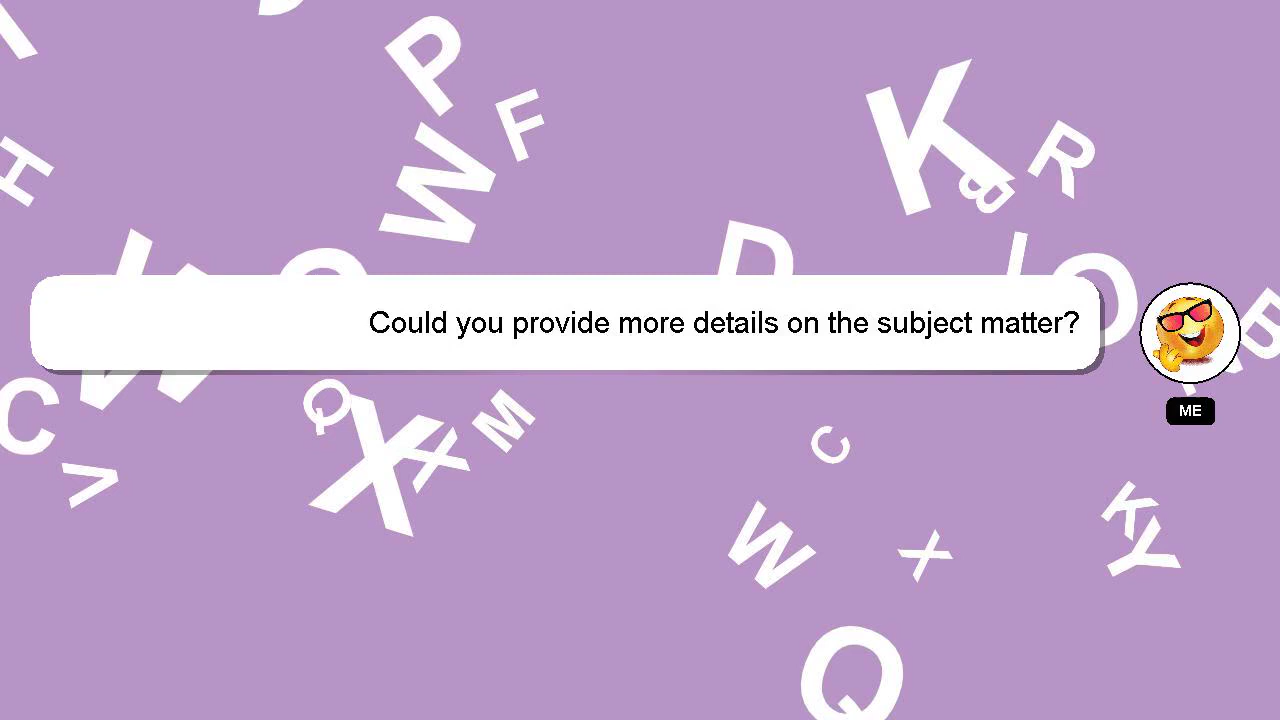 P
F
K
R
H
W
B
D
I
O
W
O
B
Could you provide more details on the subject matter?
ME
C
Q
X
X
M
C
V
K
W
X
Y
Q